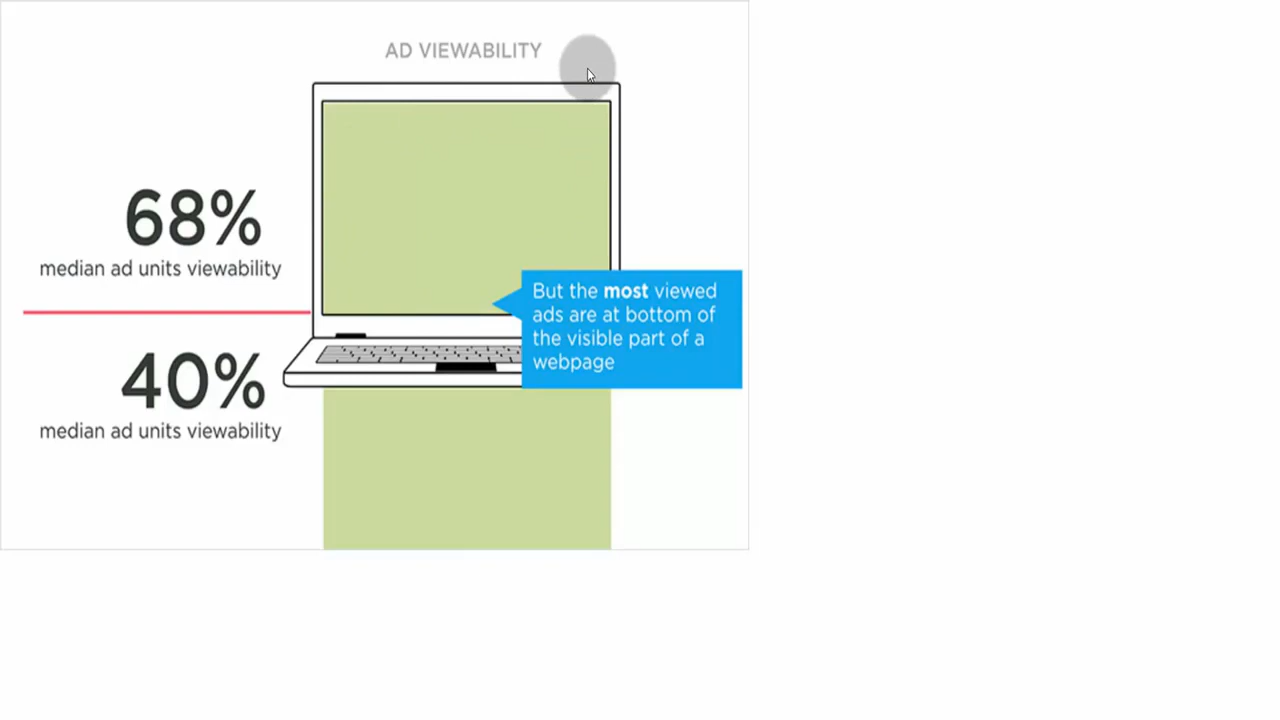 AD VIEWABILITY
68%
median ad units viewability
But the most viewed
ads are at bottom of
the visible part of a
webpage
40%
median ad units viewability